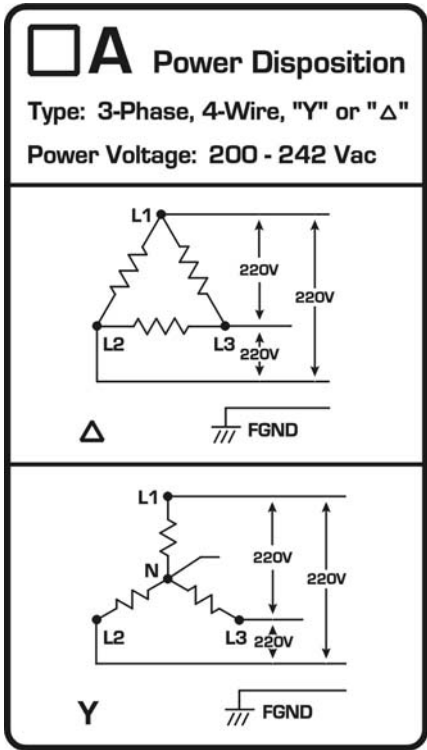 A Power Disposition
Type: 3-Phase, 4-Wire, "Y" or "Δ"
Power Voltage: 200 - 242 Vac
L1
220V
220V
L2
L3
220V
Δ
FGND
L1
N
220V
220V
L2
L3
220V
Y
FGND